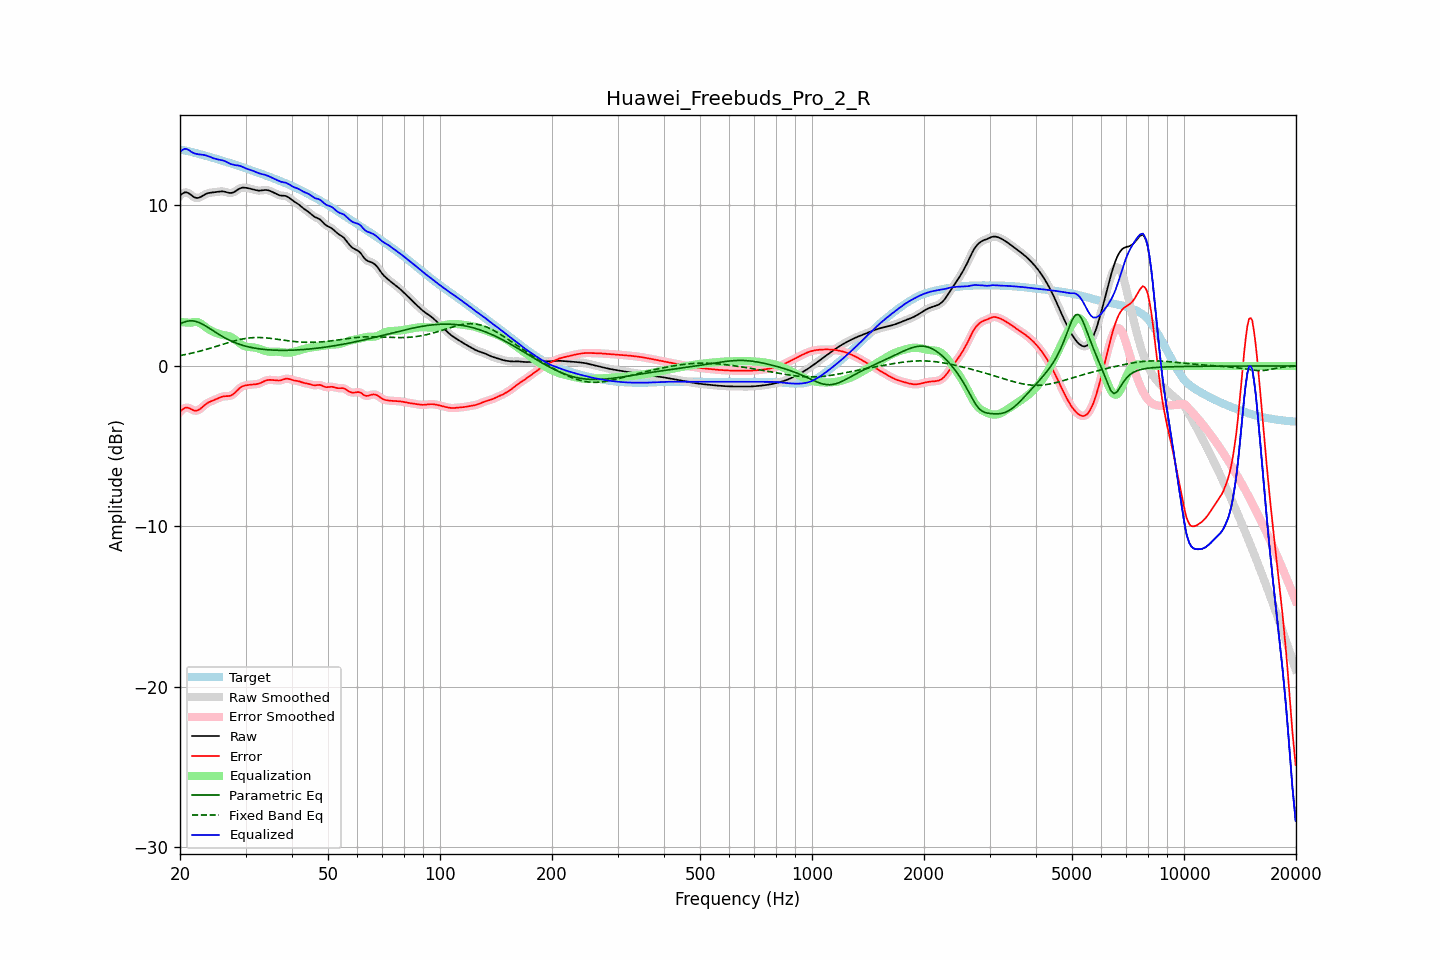 Huawei_Freebuds_Pro_2_R
Amplitude (dBr)
10
0
−10
−20
−30
Target
Raw Smoothed
Error Smoothed
Raw
Error
Equalization
Parametric Eq
Fixed Band Eq
Equalized
20
50
100
200
500
1000
2000
5000
10000
20000
Frequency (Hz)